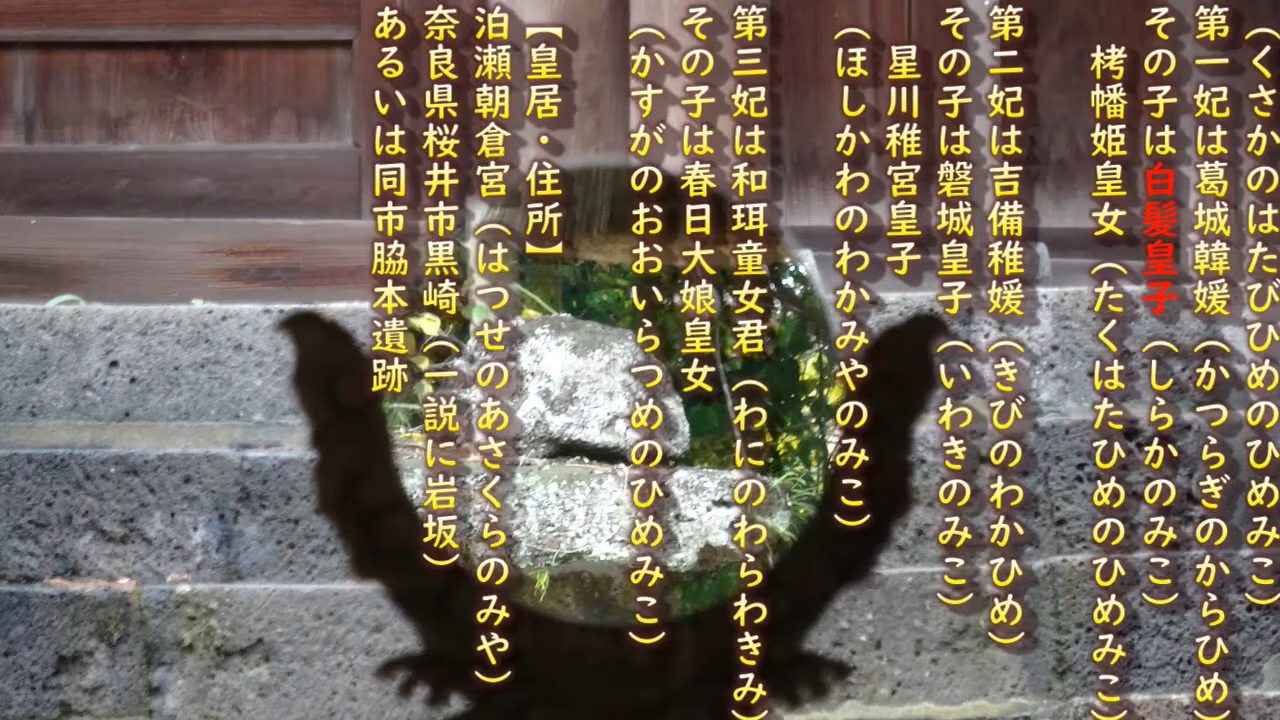 （くさかのはたびひめのひめみこ）
第一妃は葛城韓媛（かつらぎのからひめ）
その子は白髪皇子（しらかのみこ）
栲幡姫皇女（たくはたひめのひめみこ）
第二妃は吉備稚媛（きびのわかひめ）
その子は磐城皇子（いわきのみこ）
星川稚宮皇子
（ほしかわのわかみやのみこ）
第三妃は和珥童女君（わにのわらわきみ）
その子は春日大娘皇女
（かすがのおおいらつめのひめみこ）
【皇居・住所】
泊瀬朝倉宮（はつせのあさくらのみや）
奈良県桜井市黒崎（一説に岩坂）
あるいは同市脇本遺跡